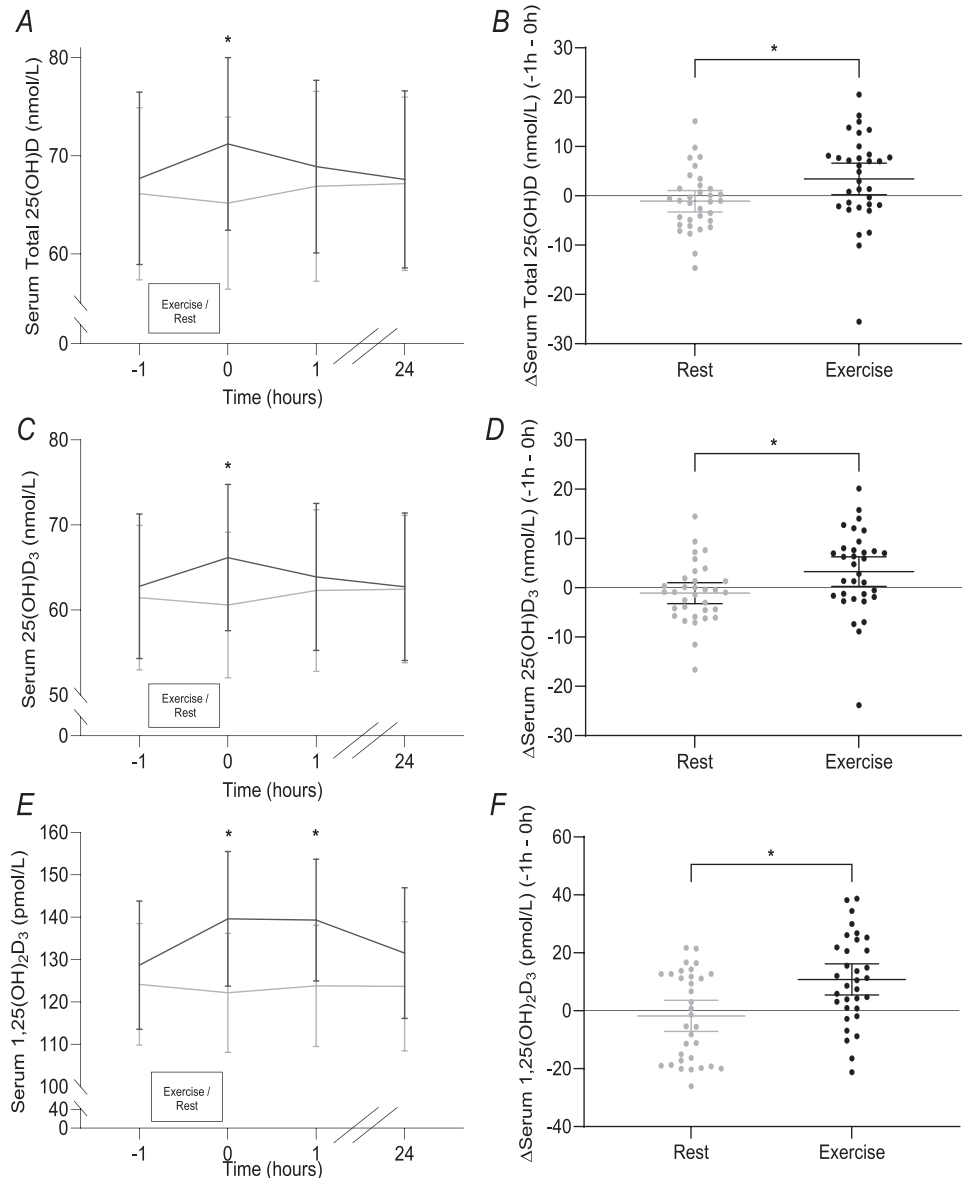 A
Serum Total 25(OH)D (nmol/L)
80
*
70
60
0
Exercise /
Rest
-1
0
1
24
Time (hours)
B
ΔSerum Total 25(OH)D (nmol/L) (-1h - 0h)
30
20
10
0
-10
-20
-30
*
Rest
Exercise
C
Serum 25(OH)D3 (nmol/L)
80
70
60
50
0
*
Exercise /
Rest
-1
0
1
24
Time (hours)
D
ΔSerum 25(OH)D3 (nmol/L) (-1h - 0h)
30
20
10
0
-10
-20
-30
*
Rest
Exercise
E
Serum 1,25(OH)2D3 (pmol/L)
160
150
140
130
120
110
100
40
0
*
*
Exercise /
Rest
-1
0
1
24
Time (hours)
F
ΔSerum 1,25(OH)2D3 (pmol/L) (-1h - 0h)
60
40
20
0
-20
-40
*
Rest
Exercise